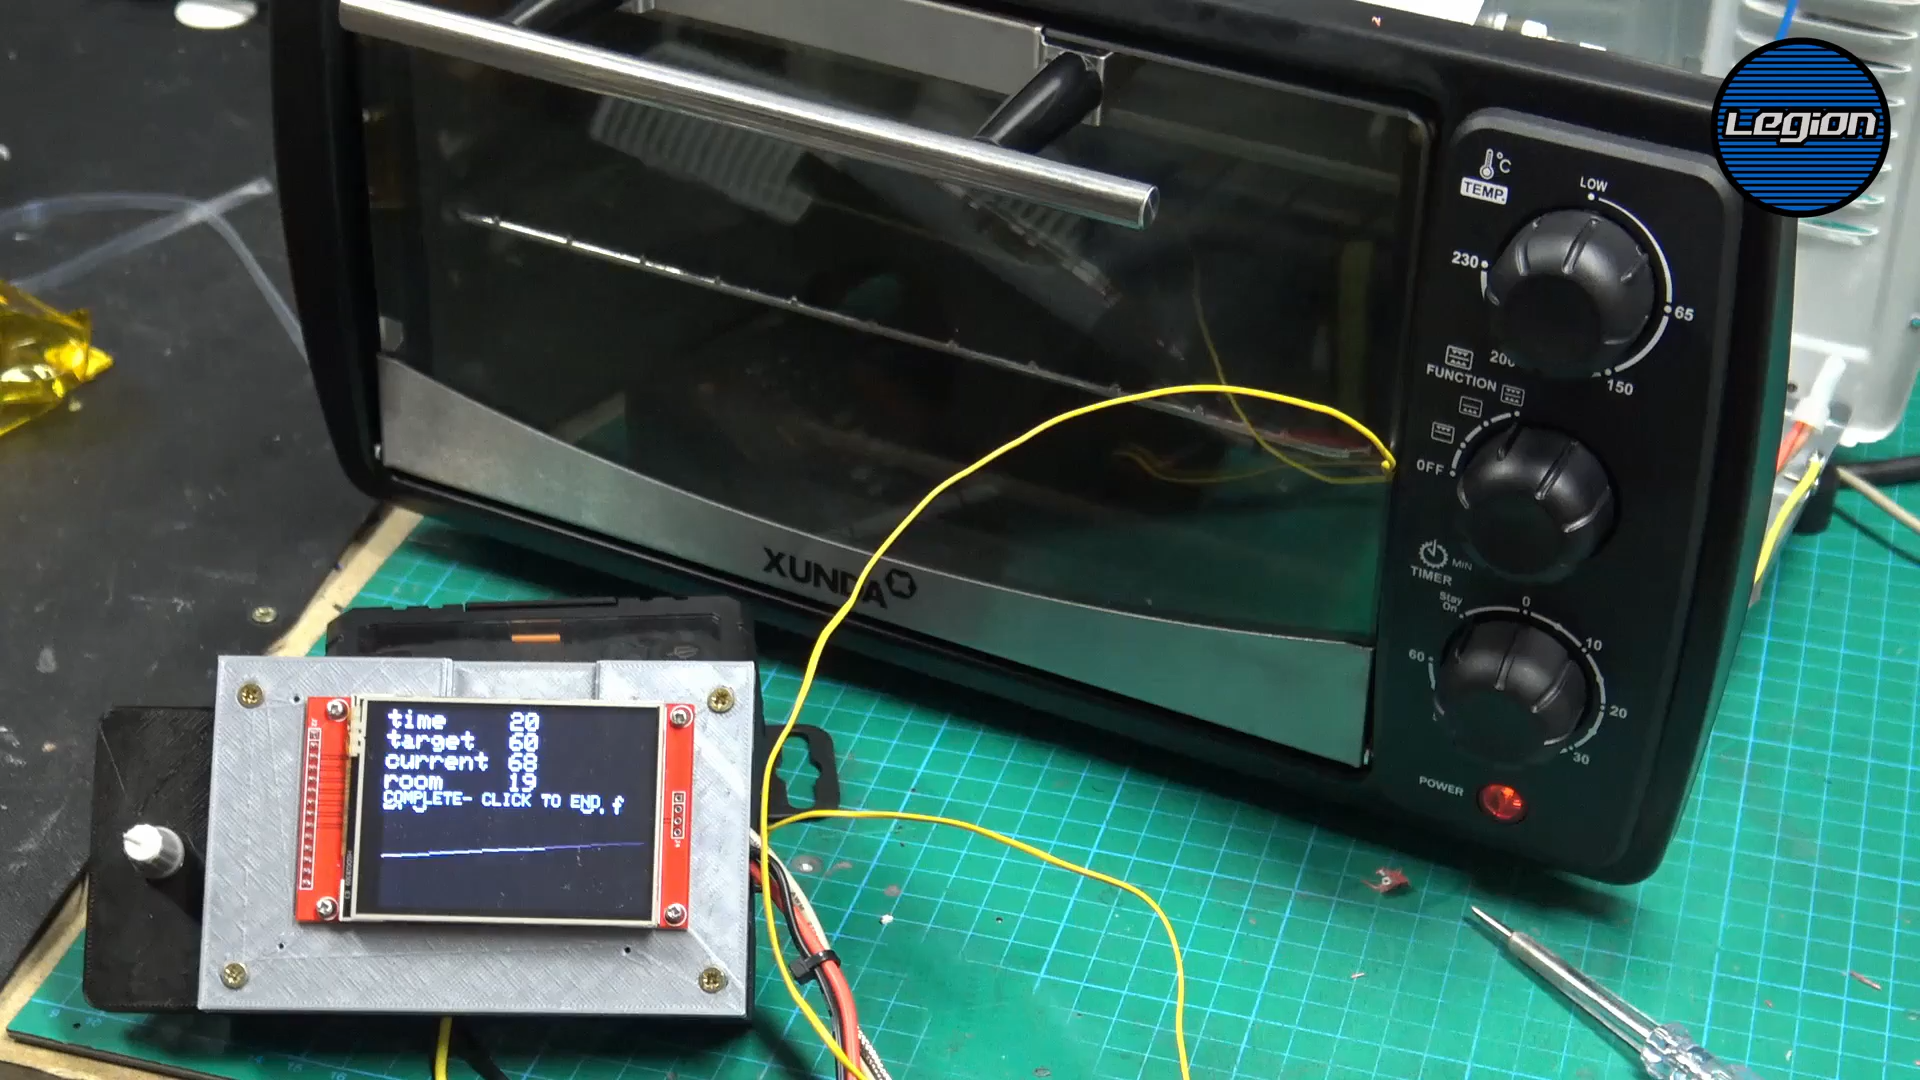 Legion
°C
TEMP.
LOW
230
65
200
150
FUNCTION
OFF
MIN
TIMER
Stay
On
0
10
60
20
30
POWER
XUNDA
time 20
target 60
current 68
room 19
COMPLETE- CLICK TO END.